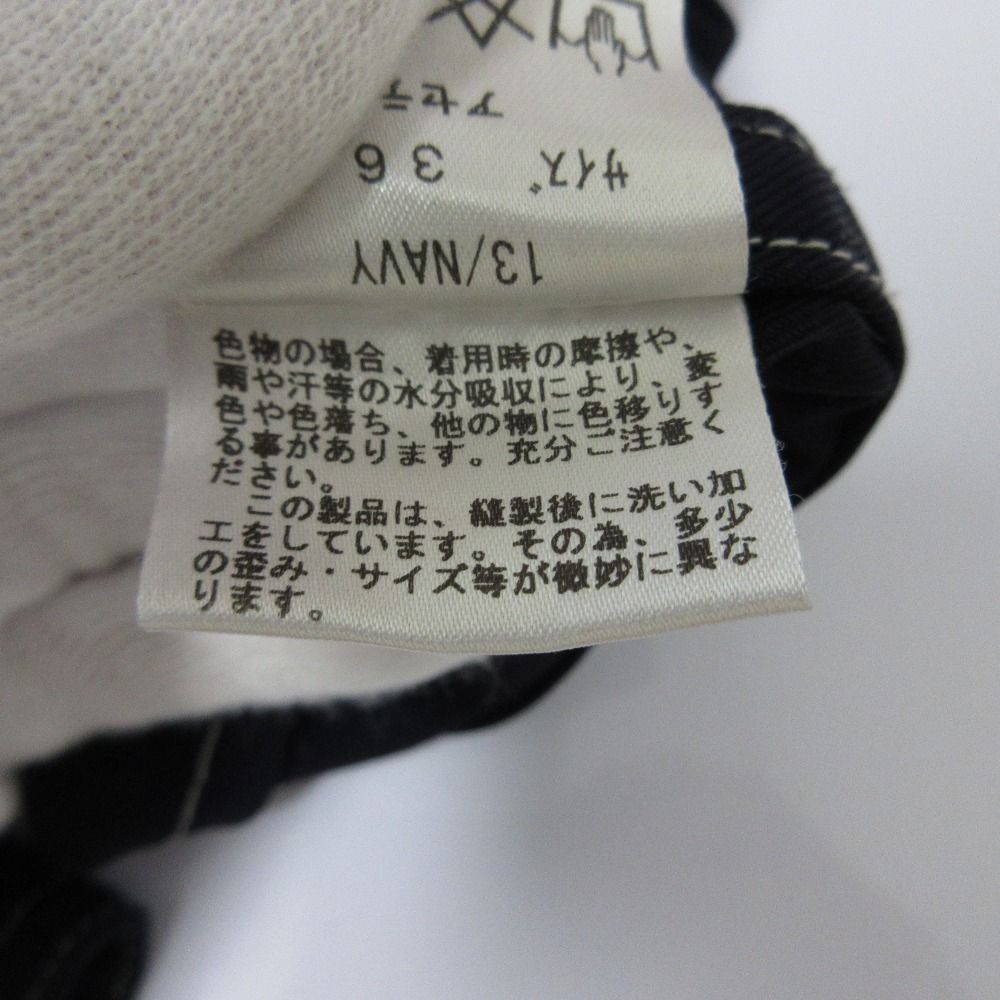 アセテ
サイズ 36
13/NAVY
色物の場合、着用時の摩擦や、
雨や汗等の水分吸収により、変
色や色落ち、他の物に色移りす
る事があります。充分ご注意く
ださい。
この製品は、縫製後に洗い加
工をしています。その為、多少
の歪み・サイズ等が微妙に異な
ります。